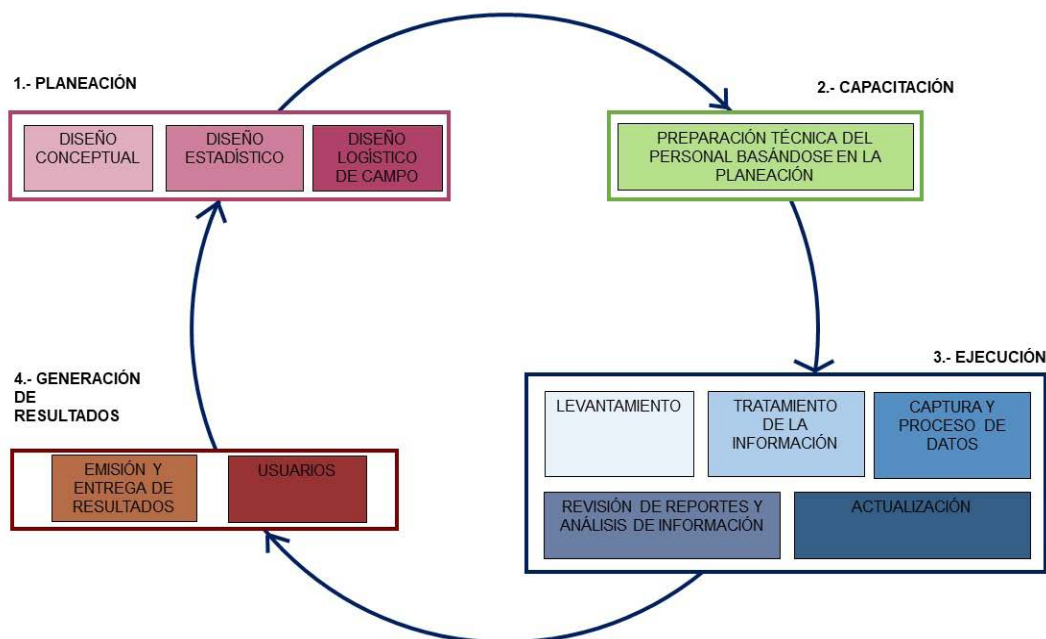 1.- PLANEACIÓN
DISEÑO
CONCEPTUAL
DISEÑO
ESTADÍSTICO
DISEÑO
LOGÍSTICO
DE CAMPO
2.- CAPACITACIÓN
PREPARACIÓN TÉCNICA DEL
PERSONAL BASÁNDOSE EN LA
PLANEACIÓN
3.- EJECUCIÓN
LEVANTAMIENTO
TRATAMIENTO
DE LA
INFORMACIÓN
CAPTURA Y
PROCESO DE
DATOS
REVISIÓN DE REPORTES Y
ANÁLISIS DE INFORMACIÓN
ACTUALIZACIÓN
4.- GENERACIÓN
DE
RESULTADOS
EMISIÓN Y
ENTREGA DE
RESULTADOS
USUARIOS